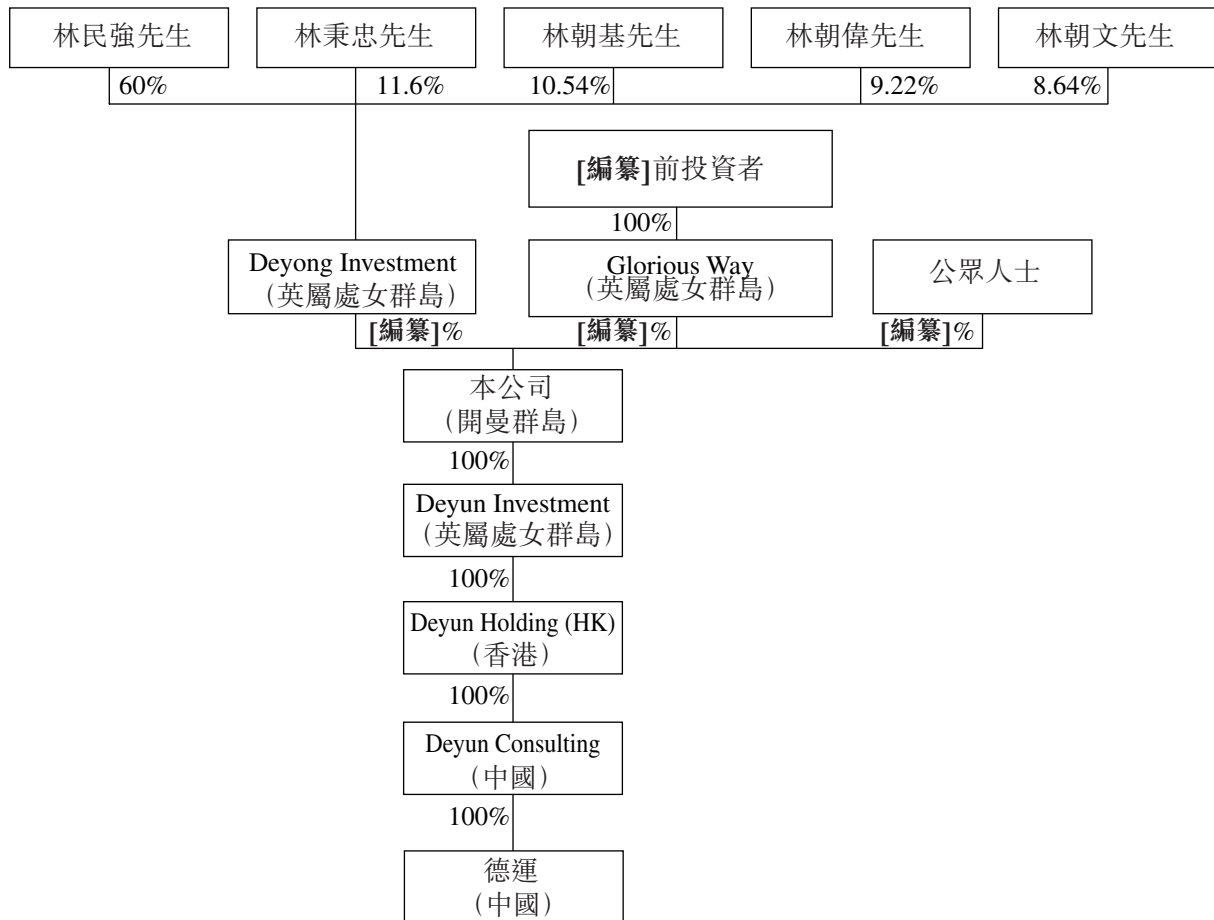 林民強先生
林秉忠先生
林朝基先生
林朝偉先生
林朝文先生
60%
11.6%
10.54%
9.22%
8.64%
[編纂]前投資者
100%
Deyong Investment
（英屬處女群島）
Glorious Way
（英屬處女群島）
公眾人士
[編纂]%
[編纂]%
[編纂]%
本公司
（開曼群島）
100%
Deyun Investment
（英屬處女群島）
100%
Deyun Holding (HK)
（香港）
100%
Deyun Consulting
（中國）
100%
德運
（中國）